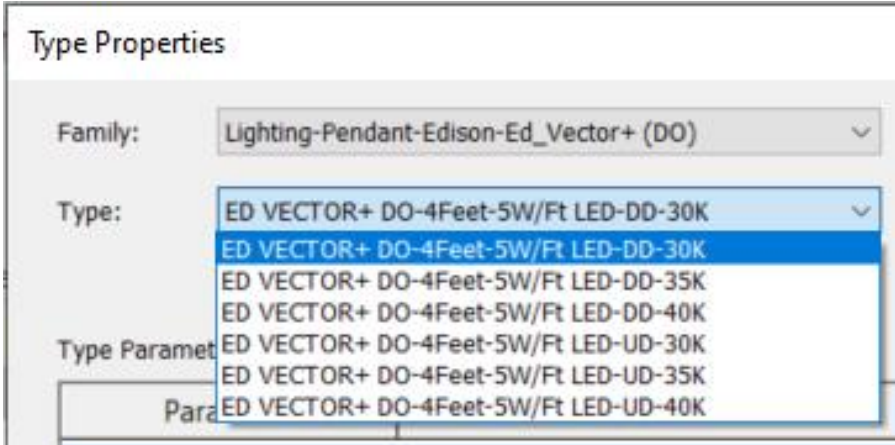 Type Properties
Family: Lighting-Pendant-Edison-Ed_Vector+ (DO)
Type: ED VECTOR+ DO-4Feet-5W/Ft LED-DD-30K
ED VECTOR+ DO-4Feet-5W/Ft LED-DD-30K
ED VECTOR+ DO-4Feet-5W/Ft LED-DD-35K
ED VECTOR+ DO-4Feet-5W/Ft LED-DD-40K
ED VECTOR+ DO-4Feet-5W/Ft LED-UD-30K
Type Paramet ED VECTOR+ DO-4Feet-5W/Ft LED-UD-35K
Para ED VECTOR+ DO-4Feet-5W/Ft LED-UD-40K